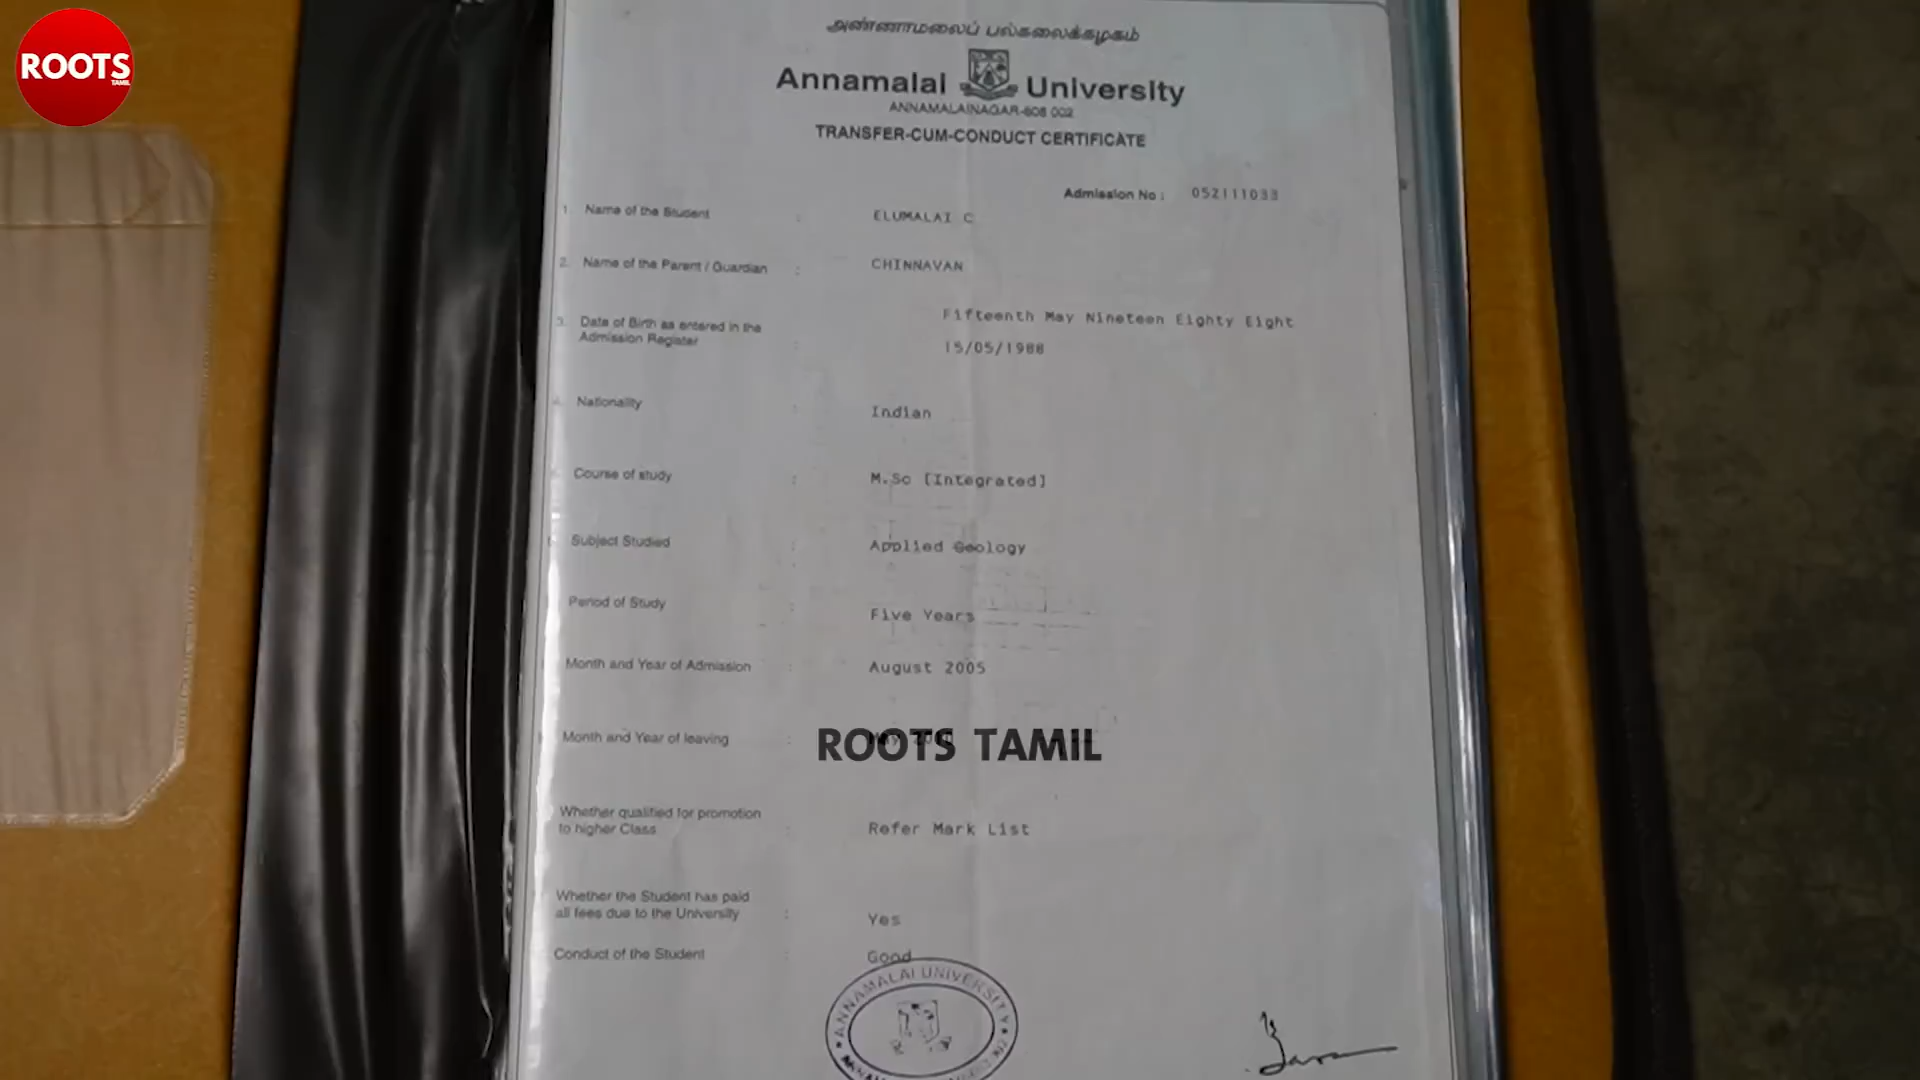 ROOTS
TAMIL
அண்ணாமலைப் பல்கலைக்கழகம்
Annamalai University
ANNAMALAINAGAR-608 002
TRANSFER-CUM-CONDUCT CERTIFICATE
Admission No : 052111033
1. Name of the Student : ELUMALAI C
2. Name of the Parent / Guardian : CHINNAVAN
3. Date of Birth as entered in the Admission Register : Fifteenth May Nineteen Eighty Eight
15/05/1988
Nationality : Indian
Course of study : M.Sc [Integrated]
Subject Studied : Applied Geology
Period of Study : Five Years
Month and Year of Admission : August 2005
Month and Year of leaving : May
ROOTS TAMIL
Whether qualified for promotion
to higher Class : Refer Mark List
Whether the Student has paid
all fees due to the University : Yes
Conduct of the Student : Good
ANNAMALAI UNIVERSITY